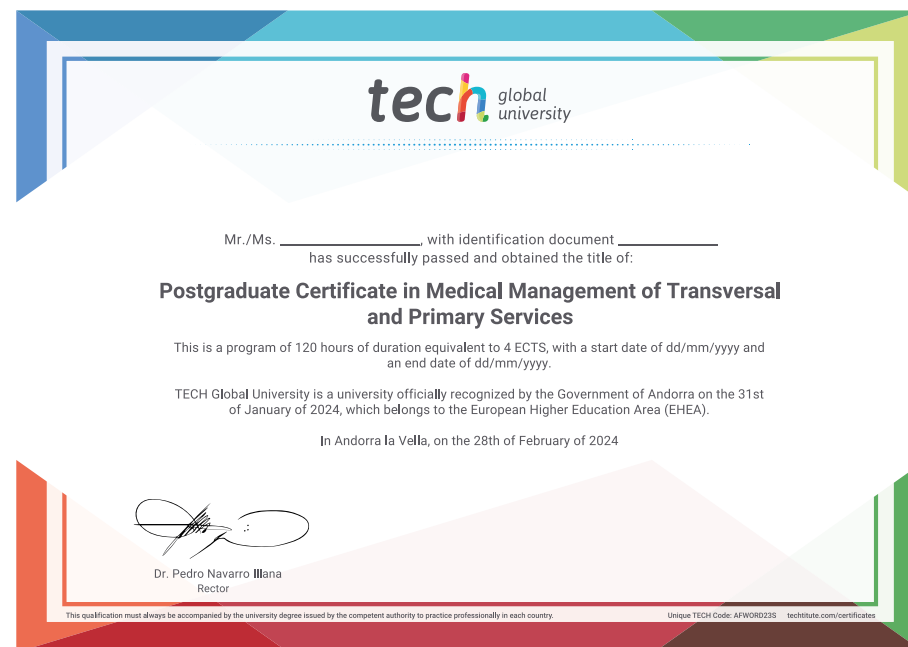 tech global university
Mr./Ms. ____________________, with identification document ______________
has successfully passed and obtained the title of:
Postgraduate Certificate in Medical Management of Transversal
and Primary Services
This is a program of 120 hours of duration equivalent to 4 ECTS, with a start date of dd/mm/yyyy and
an end date of dd/mm/yyyy.
TECH Global University is a university officially recognized by the Government of Andorra on the 31st
of January of 2024, which belongs to the European Higher Education Area (EHEA).
In Andorra la Vella, on the 28th of February of 2024
Dr. Pedro Navarro Illana
Rector
This qualification must always be accompanied by the university degree issued by the competent authority to practice professionally in each country.
Unique TECH Code: AFWORD23S techtitute.com/certificates